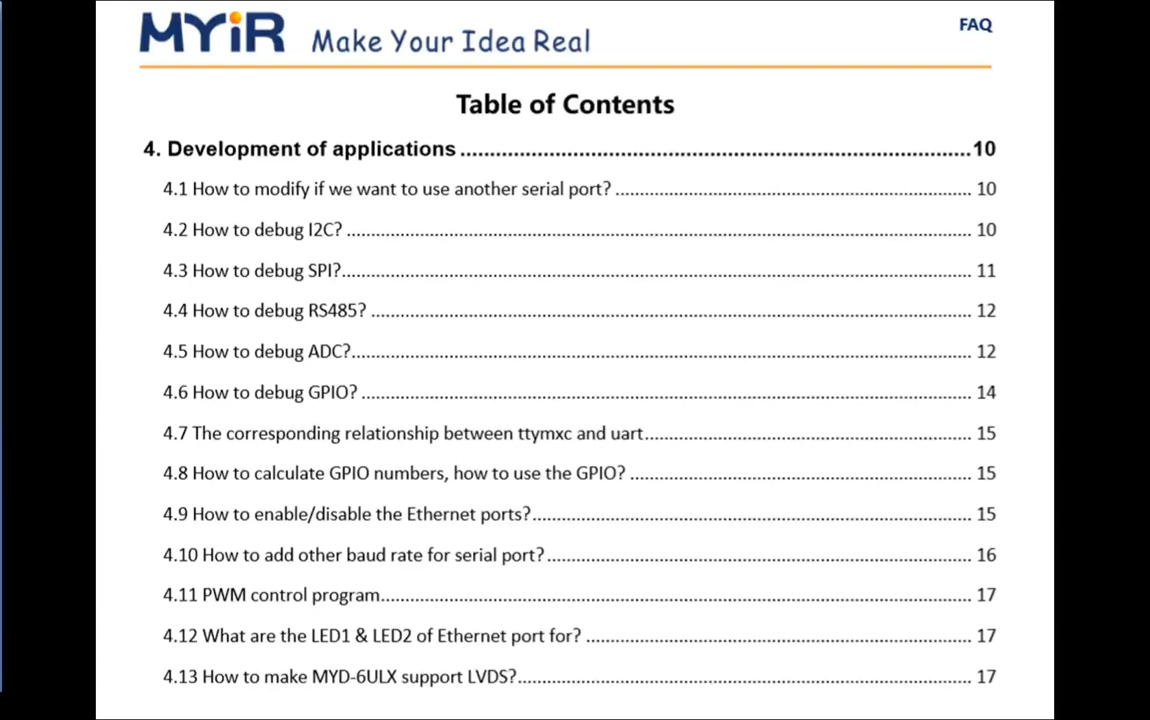 MYiR Make Your Idea Real
FAQ
Table of Contents
4. Development of applications ........................................................................10
4.1 How to modify if we want to use another serial port? ........................................................................ 10
4.2 How to debug I2C? ........................................................................ 10
4.3 How to debug SPI?........................................................................ 11
4.4 How to debug RS485? ........................................................................ 12
4.5 How to debug ADC?........................................................................ 12
4.6 How to debug GPIO? ........................................................................ 14
4.7 The corresponding relationship between ttymxc and uart........................................................................ 15
4.8 How to calculate GPIO numbers, how to use the GPIO? ........................................................................ 15
4.9 How to enable/disable the Ethernet ports?........................................................................ 15
4.10 How to add other baud rate for serial port?........................................................................ 16
4.11 PWM control program........................................................................ 17
4.12 What are the LED1 & LED2 of Ethernet port for? ........................................................................ 17
4.13 How to make MYD-6ULX support LVDS?........................................................................ 17